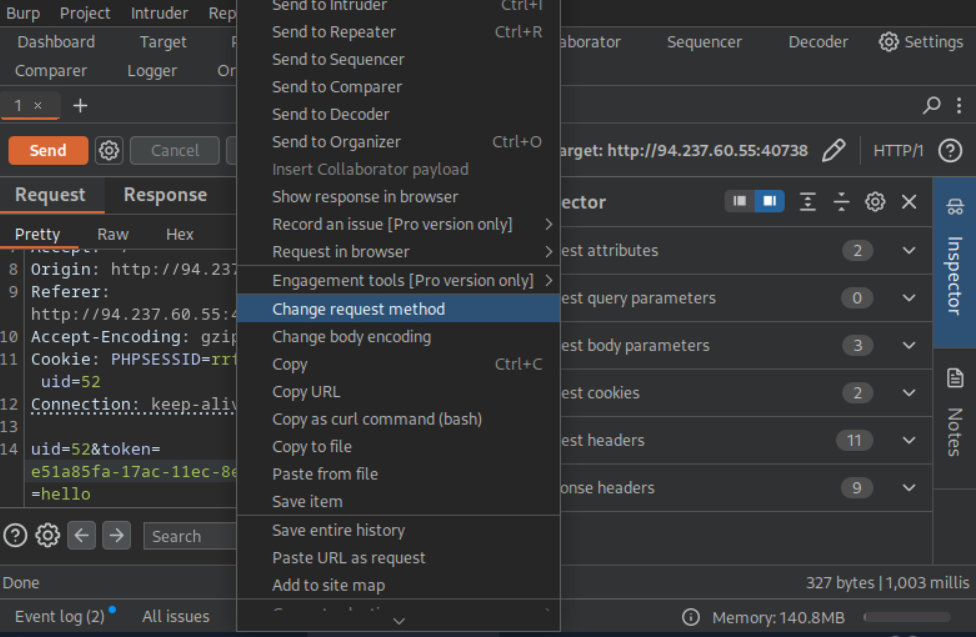 Burp Project Intruder Rep
Dashboard Target
aborator Sequencer Decoder Settings
Comparer Logger Or
1 × +
Send Cancel
arget: http://94.237.60.55:40738 HTTP/1
Request Response
Pretty Raw Hex
Accept:
8 Origin: http://94.237
9 Referer:
http://94.237.60.55:4
10 Accept-Encoding: gzip
11 Cookie: PHPSESSID=rrf
uid=52
12 Connection: keep-aliv
13
14 uid=52&token=
e51a85fa-17ac-11ec-8e
=hello
Search
Done
Event log (2) All issues
Send to Intruder Ctrl+I
Send to Repeater Ctrl+R
Send to Sequencer
Send to Comparer
Send to Decoder
Send to Organizer Ctrl+O
Insert Collaborator payload
Show response in browser
Record an issue [Pro version only] >
Request in browser >
Engagement tools [Pro version only] >
Change request method
Change body encoding
Copy Ctrl+C
Copy URL
Copy as curl command (bash)
Copy to file
Paste from file
Save item
Save entire history
Paste URL as request
Add to site map
ector
est attributes 2
est query parameters 0
est body parameters 3
est cookies 2
est headers 11
onse headers 9
Inspector
Notes
327 bytes | 1,003 millis
Memory: 140.8MB